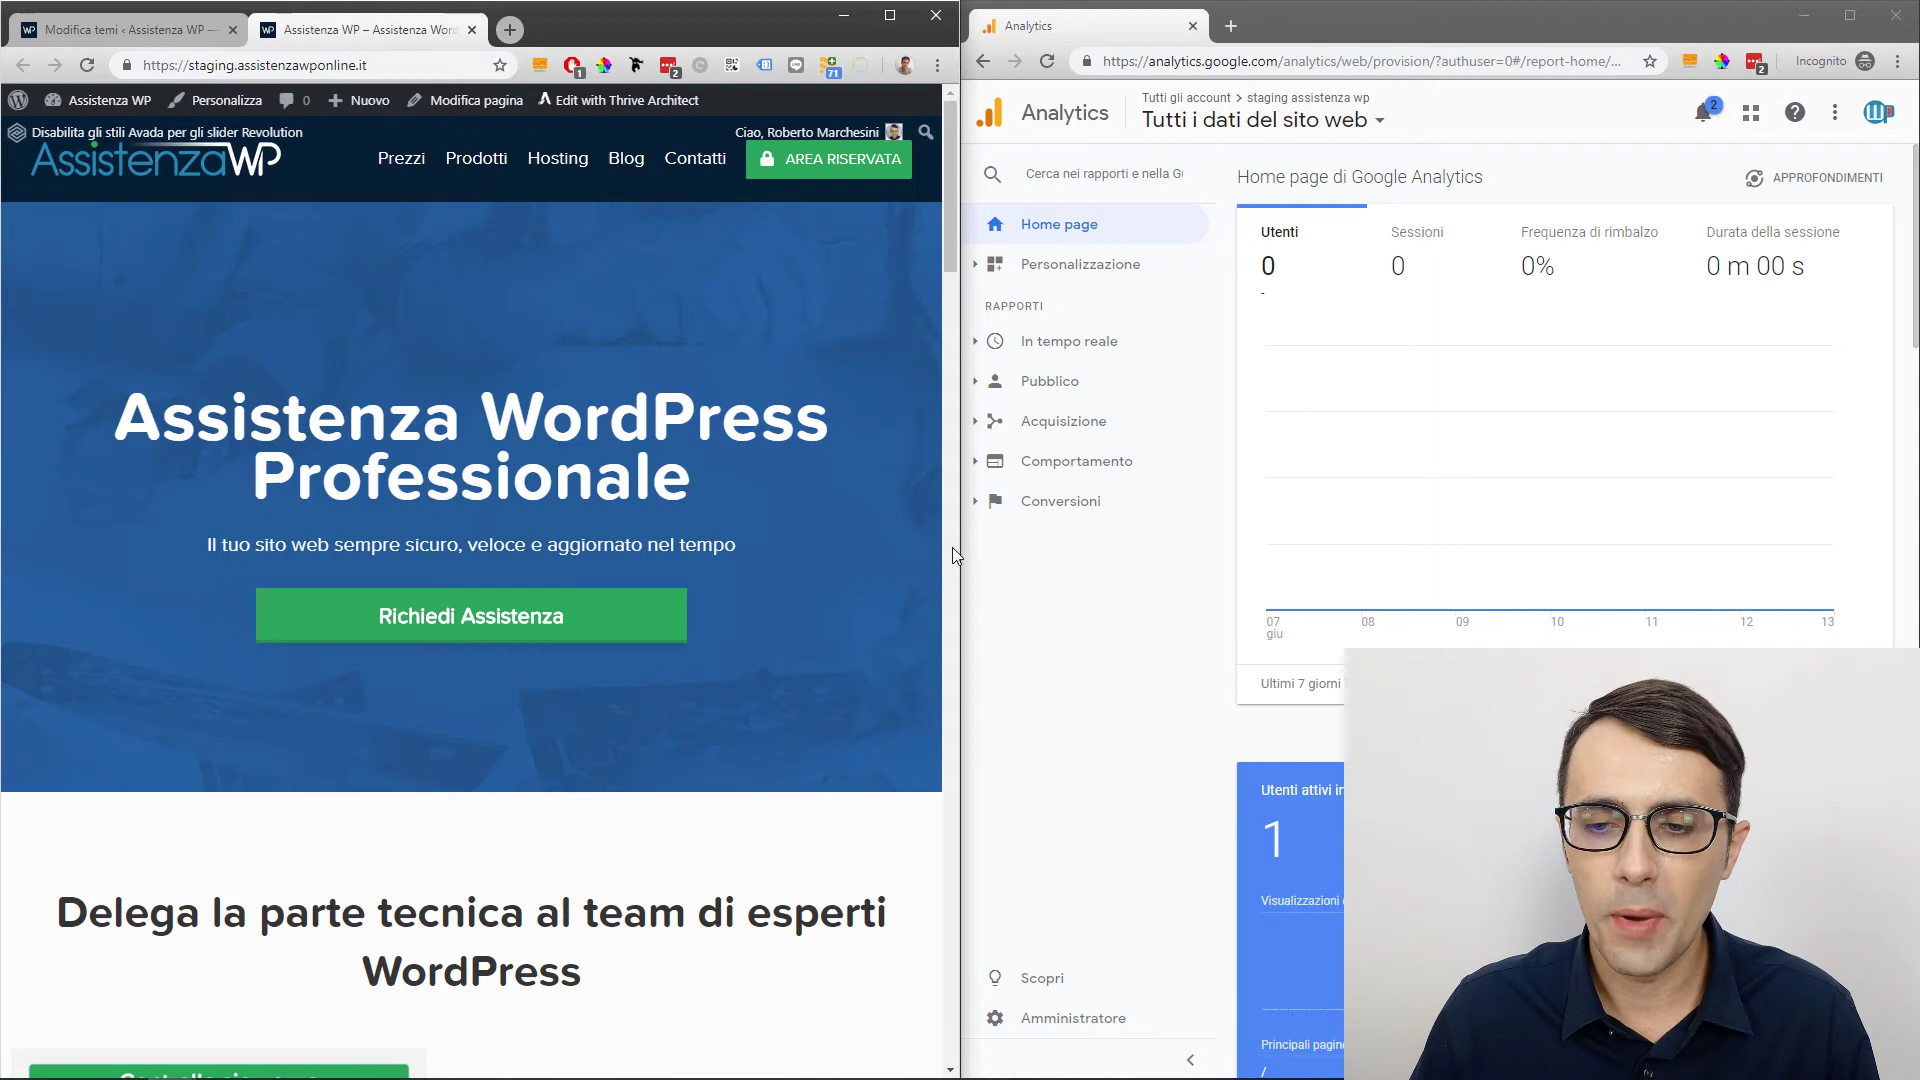 Modifica temi ‹ Assistenza WP —
Assistenza WP – Assistenza Word
https://staging.assistenzawponline.it
1
2
71
Assistenza WP
Personalizza
0
Nuovo
Modifica pagina
Edit with Thrive Architect
Disabilita gli stili Avada per gli slider Revolution
Ciao, Roberto Marchesini
AssistenzaWP
Prezzi
Prodotti
Hosting
Blog
Contatti
AREA RISERVATA
Assistenza WordPress
Professionale
Il tuo sito web sempre sicuro, veloce e aggiornato nel tempo
Richiedi Assistenza
Delega la parte tecnica al team di esperti
WordPress
Analytics
https://analytics.google.com/analytics/web/provision/?authuser=0#/report-home/...
2
Incognito
Analytics
Tutti gli account > staging assistenza wp
Tutti i dati del sito web
2
Cerca nei rapporti e nella Gu
Home page
Personalizzazione
RAPPORTI
In tempo reale
Pubblico
Acquisizione
Comportamento
Conversioni
Scopri
Amministratore
Home page di Google Analytics
APPROFONDIMENTI
Utenti
0
-
Sessioni
0
Frequenza di rimbalzo
0%
Durata della sessione
0 m 00 s
07 08 09 10 11 12 13
giu
Ultimi 7 giorni
Utenti attivi in
1
Visualizzazioni
Principali pagine
/